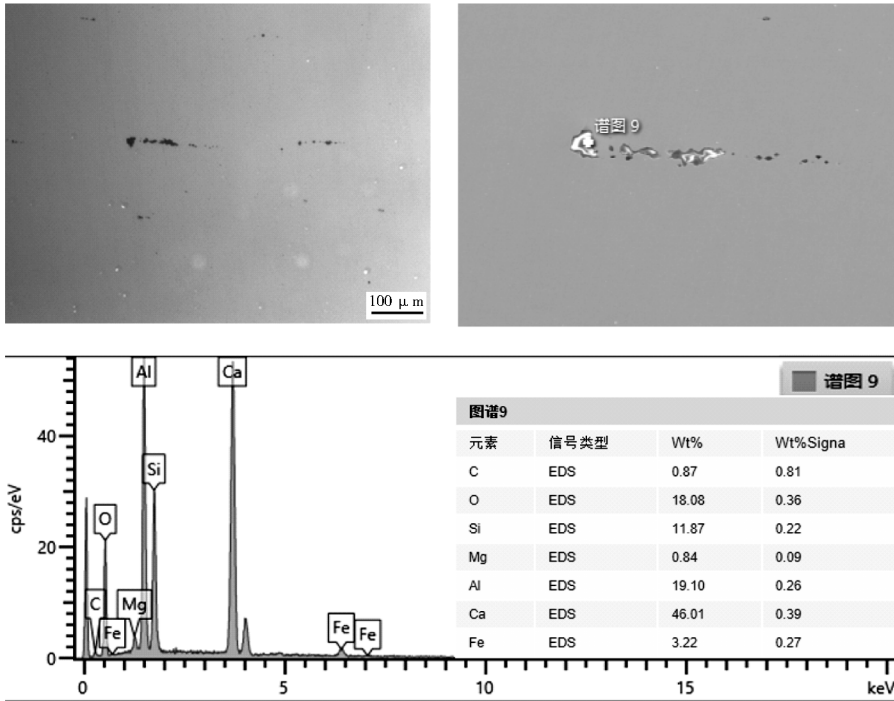 100 μm
谱图 9
谱图 9
cps/eV
40
20
0
Al
Ca
Si
O
C
Mg
Fe
Fe
Fe
图谱9
元素 信号类型 Wt% Wt%Signa
C EDS 0.87 0.81
O EDS 18.08 0.36
Si EDS 11.87 0.22
Mg EDS 0.84 0.09
Al EDS 19.10 0.26
Ca EDS 46.01 0.39
Fe EDS 3.22 0.27
0 5 10 15 keV